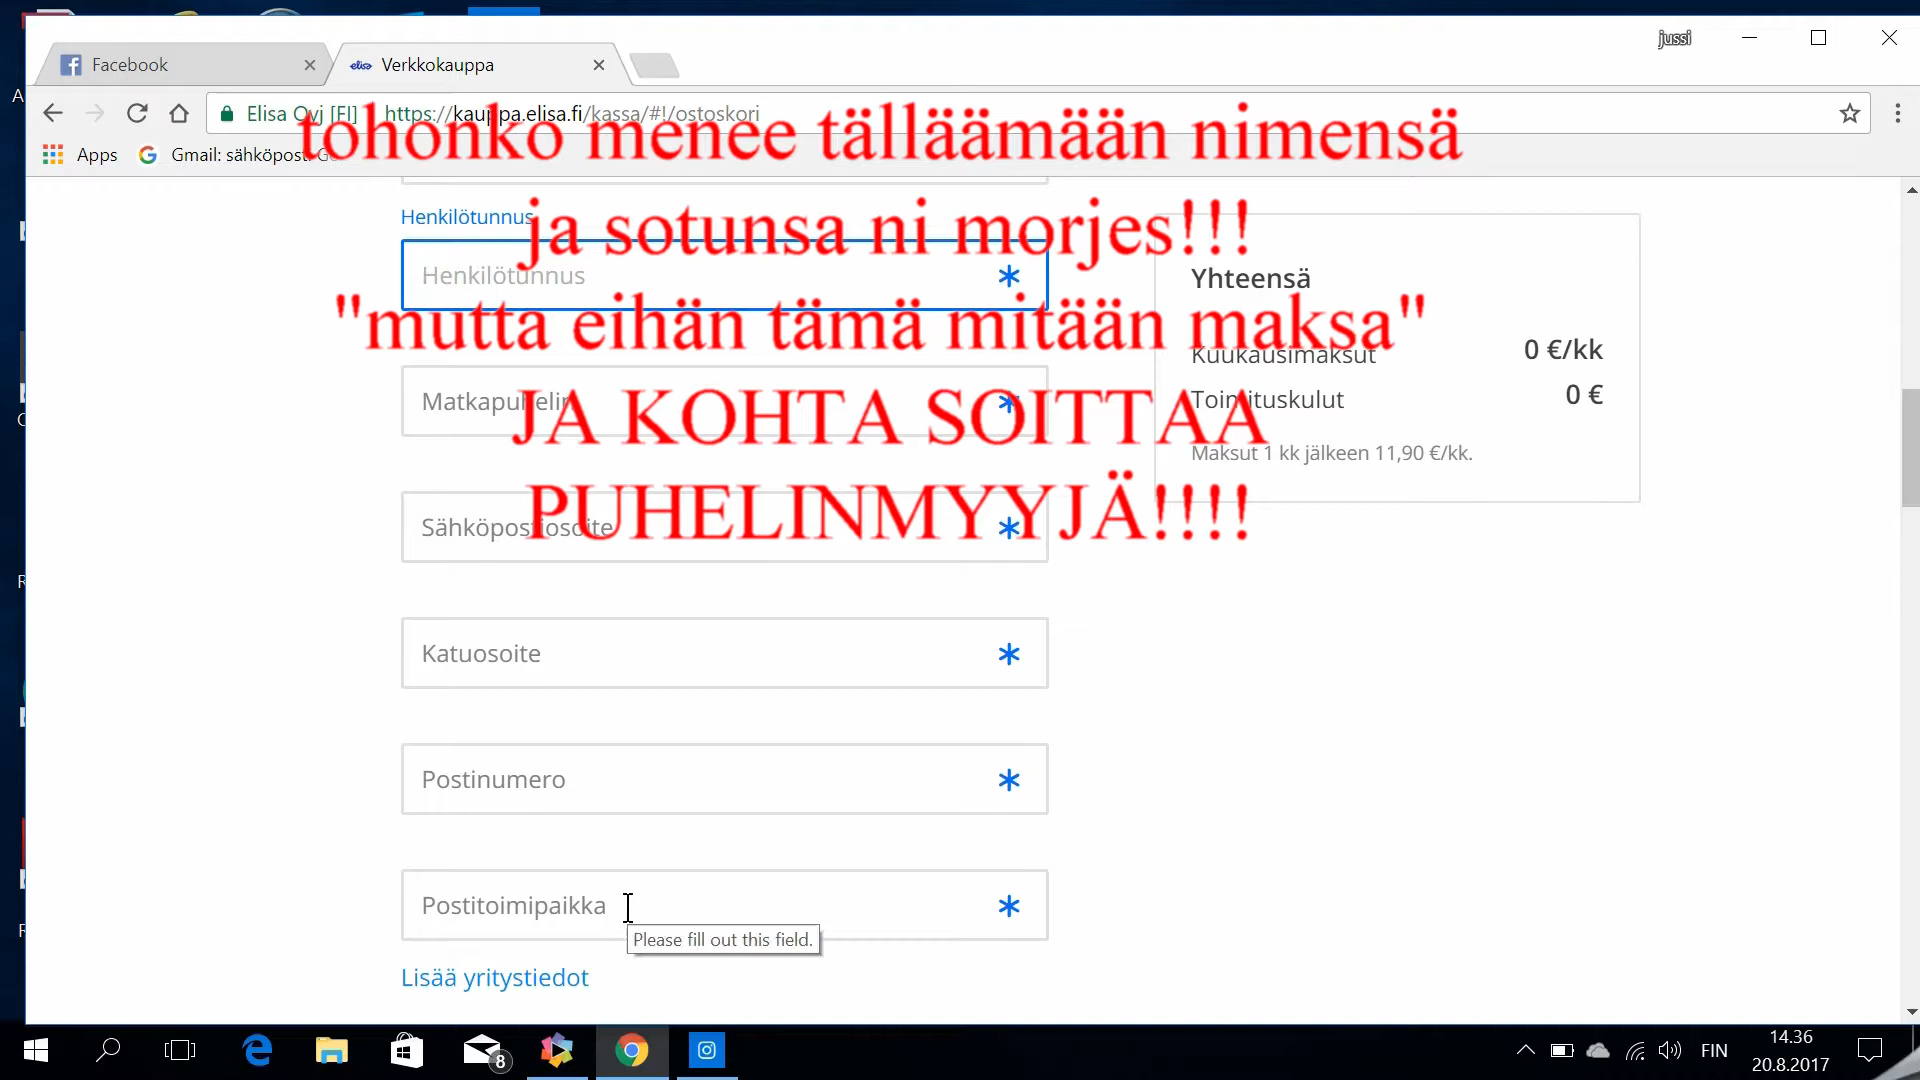 jussi
Facebook
elisa Verkkokauppa
Elisa Oyj [FI] https://kauppa.elisa.fi/kassa/#!/ostoskori
tohonko menee tälläämään nimensä
Apps Gmail: sähköposti
Henkilötunnus
ja sotunsa ni morjes!!!
Henkilötunnus *
Yhteensä
"mutta eihän tämä mitään maksa"
Kuukausimaksut 0 €/kk
Matkapuhelin *
Toimituskulut 0 €
JA KOHTA SOITTAA
Maksut 1 kk jälkeen 11,90 €/kk.
PUHELINMYYJÄ!!!!
Sähköpostiosoite *
Katuosoite *
Postinumero *
Postitoimipaikka *
Please fill out this field.
Lisää yritystiedot
8
FIN
14.36
20.8.2017